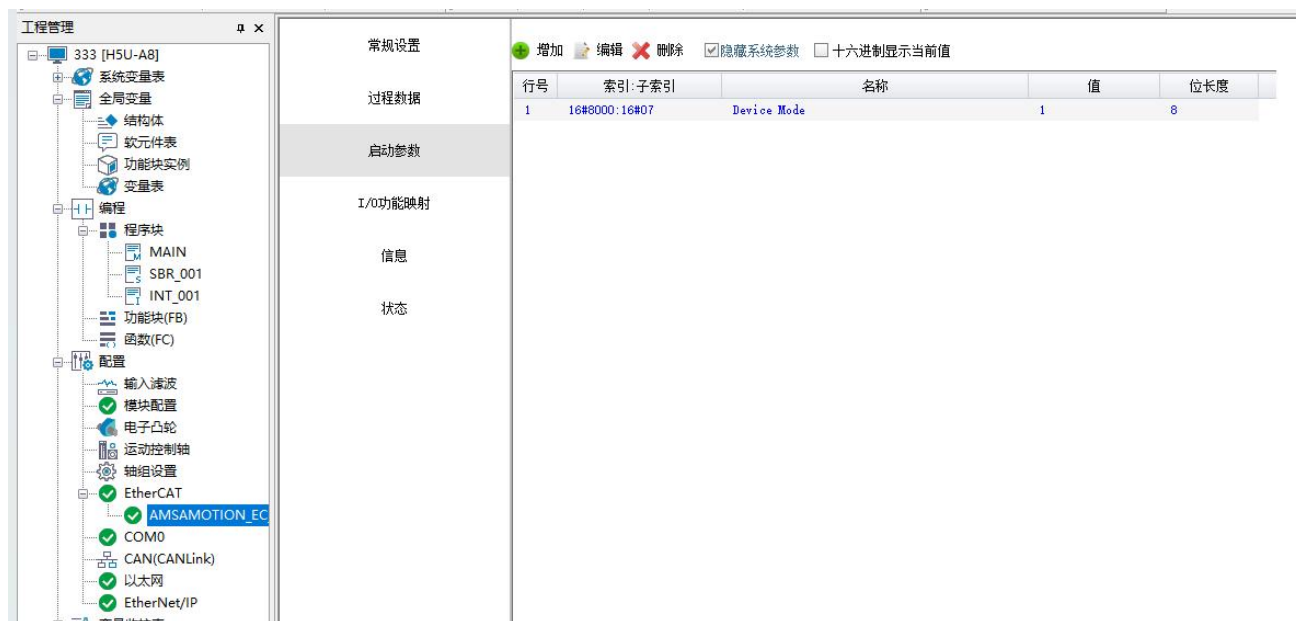 工程管理
333 [H5U-A8]
系统变量表
全局变量
结构体
软元件表
功能块实例
变量表
编程
程序块
MAIN
SBR_001
INT_001
功能块(FB)
函数(FC)
配置
输入滤波
模块配置
电子凸轮
运动控制轴
轴组设置
EtherCAT
AMSAMOTION_EC
COM0
CAN(CANLink)
以太网
EtherNet/IP
常规设置
过程数据
启动参数
I/O功能映射
信息
状态
增加 编辑 删除 隐藏系统参数 十六进制显示当前值
行号 索引:子索引 名称 值 位长度
1 16#8000:16#07 Device Mode 1 8